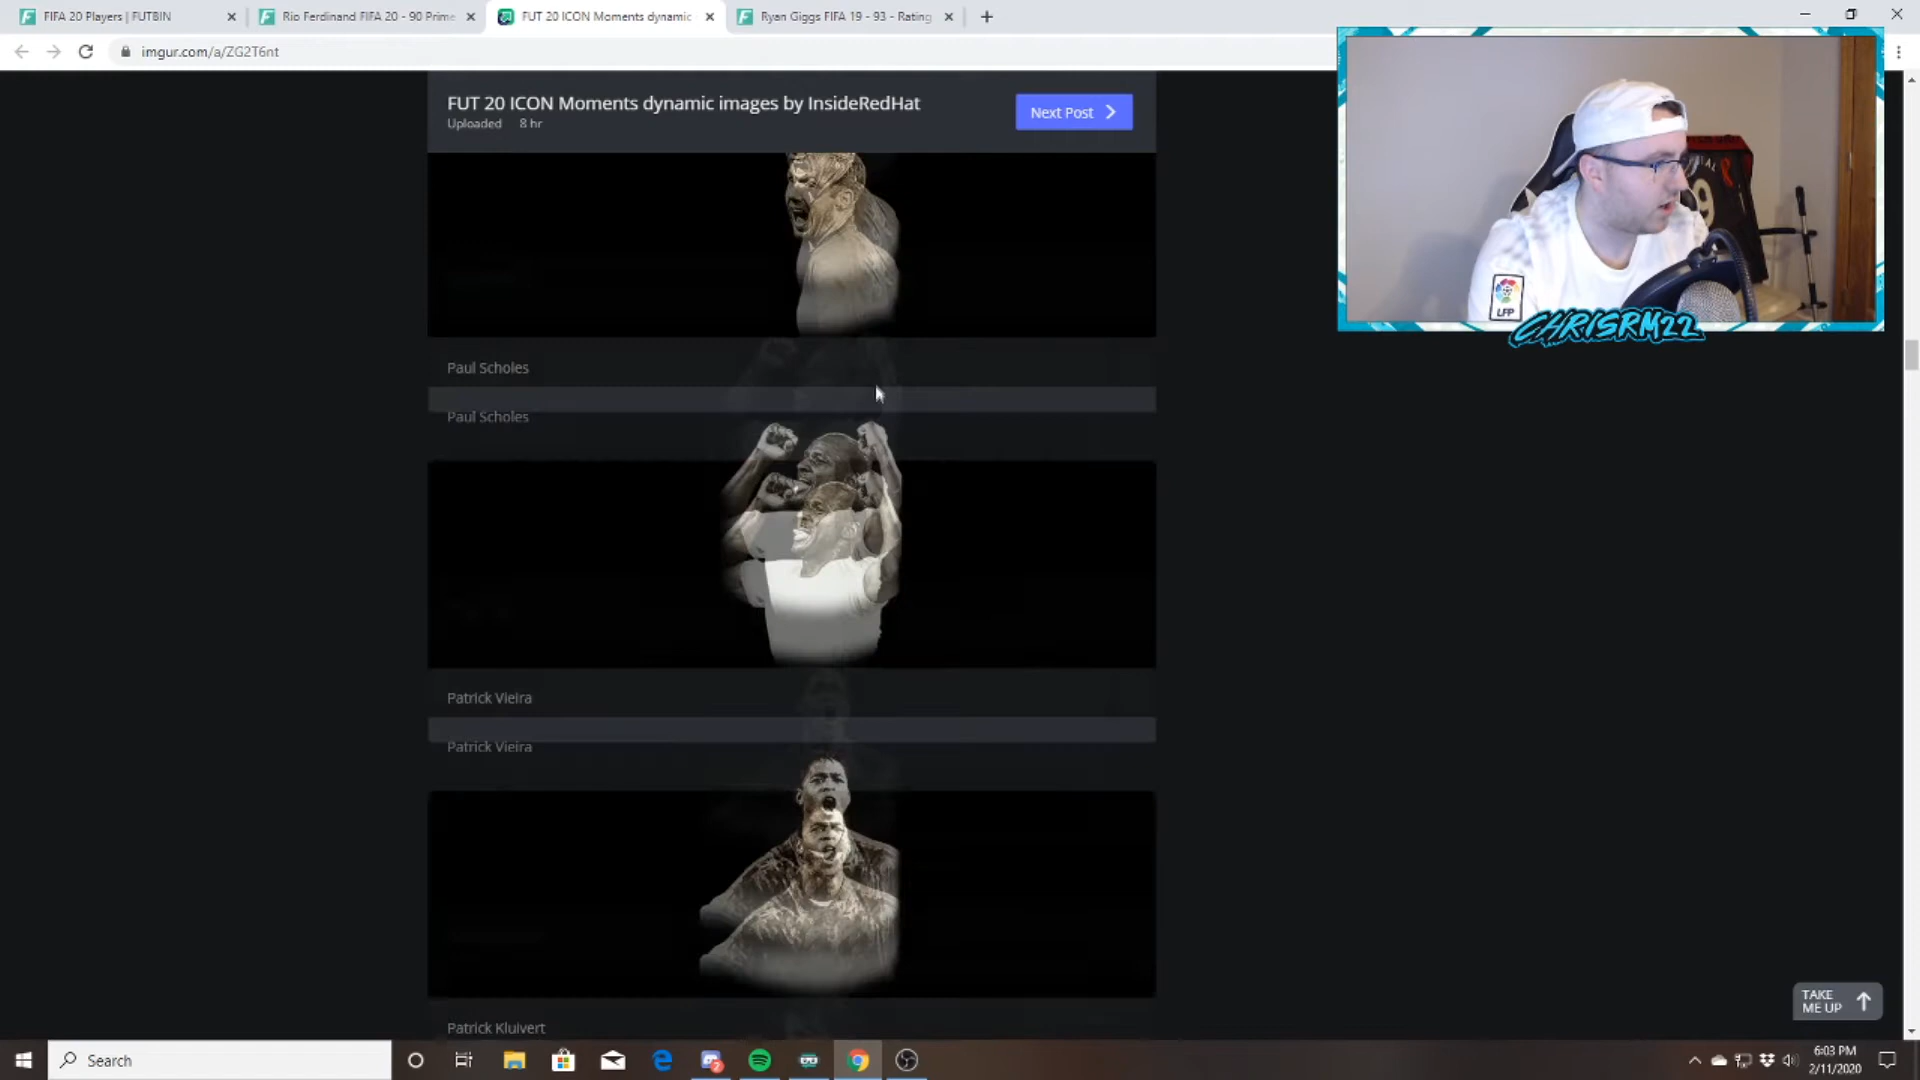 FIFA 20 Players | FUTBIN
Rio Ferdinand FIFA 20 - 90 Prime
FUT 20 ICON Moments dynamic
Ryan Giggs FIFA 19 - 93 - Rating
imgur.com/a/ZG2T6nt
FUT 20 ICON Moments dynamic images by InsideRedHat
Uploaded 8 hr
Next Post
LFP
CHRISRM22
Paul Scholes
Paul Scholes
Patrick Vieira
Patrick Vieira
Patrick Kluivert
TAKE
ME UP
Search
6:03 PM
2/11/2020